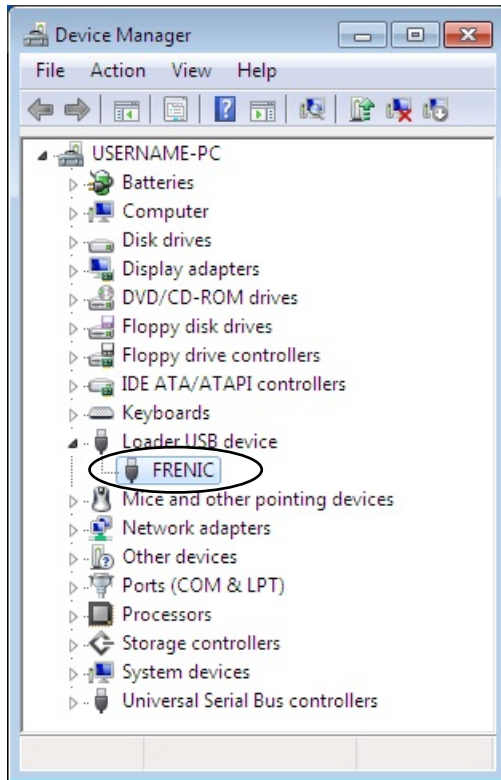 Device Manager
File Action View Help
USERNAME-PC
Batteries
Computer
Disk drives
Display adapters
DVD/CD-ROM drives
Floppy disk drives
Floppy drive controllers
IDE ATA/ATAPI controllers
Keyboards
Loader USB device
FRENIC
Mice and other pointing devices
Network adapters
Other devices
Ports (COM & LPT)
Processors
Storage controllers
System devices
Universal Serial Bus controllers